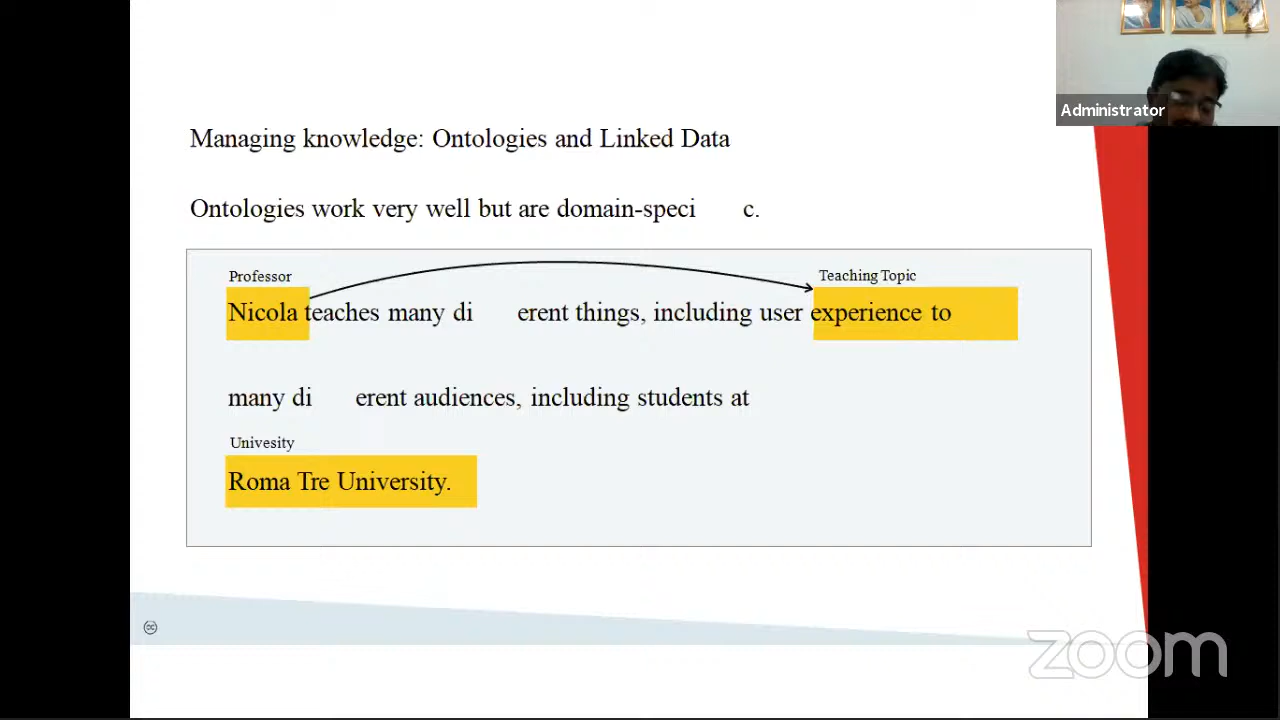 Administrator
Managing knowledge: Ontologies and Linked Data
Ontologies work very well but are domain-speci c.
Professor
Teaching Topic
Nicola teaches many di erent things, including user experience to
many di erent audiences, including students at
Univesity
Roma Tre University.
cc
zoom